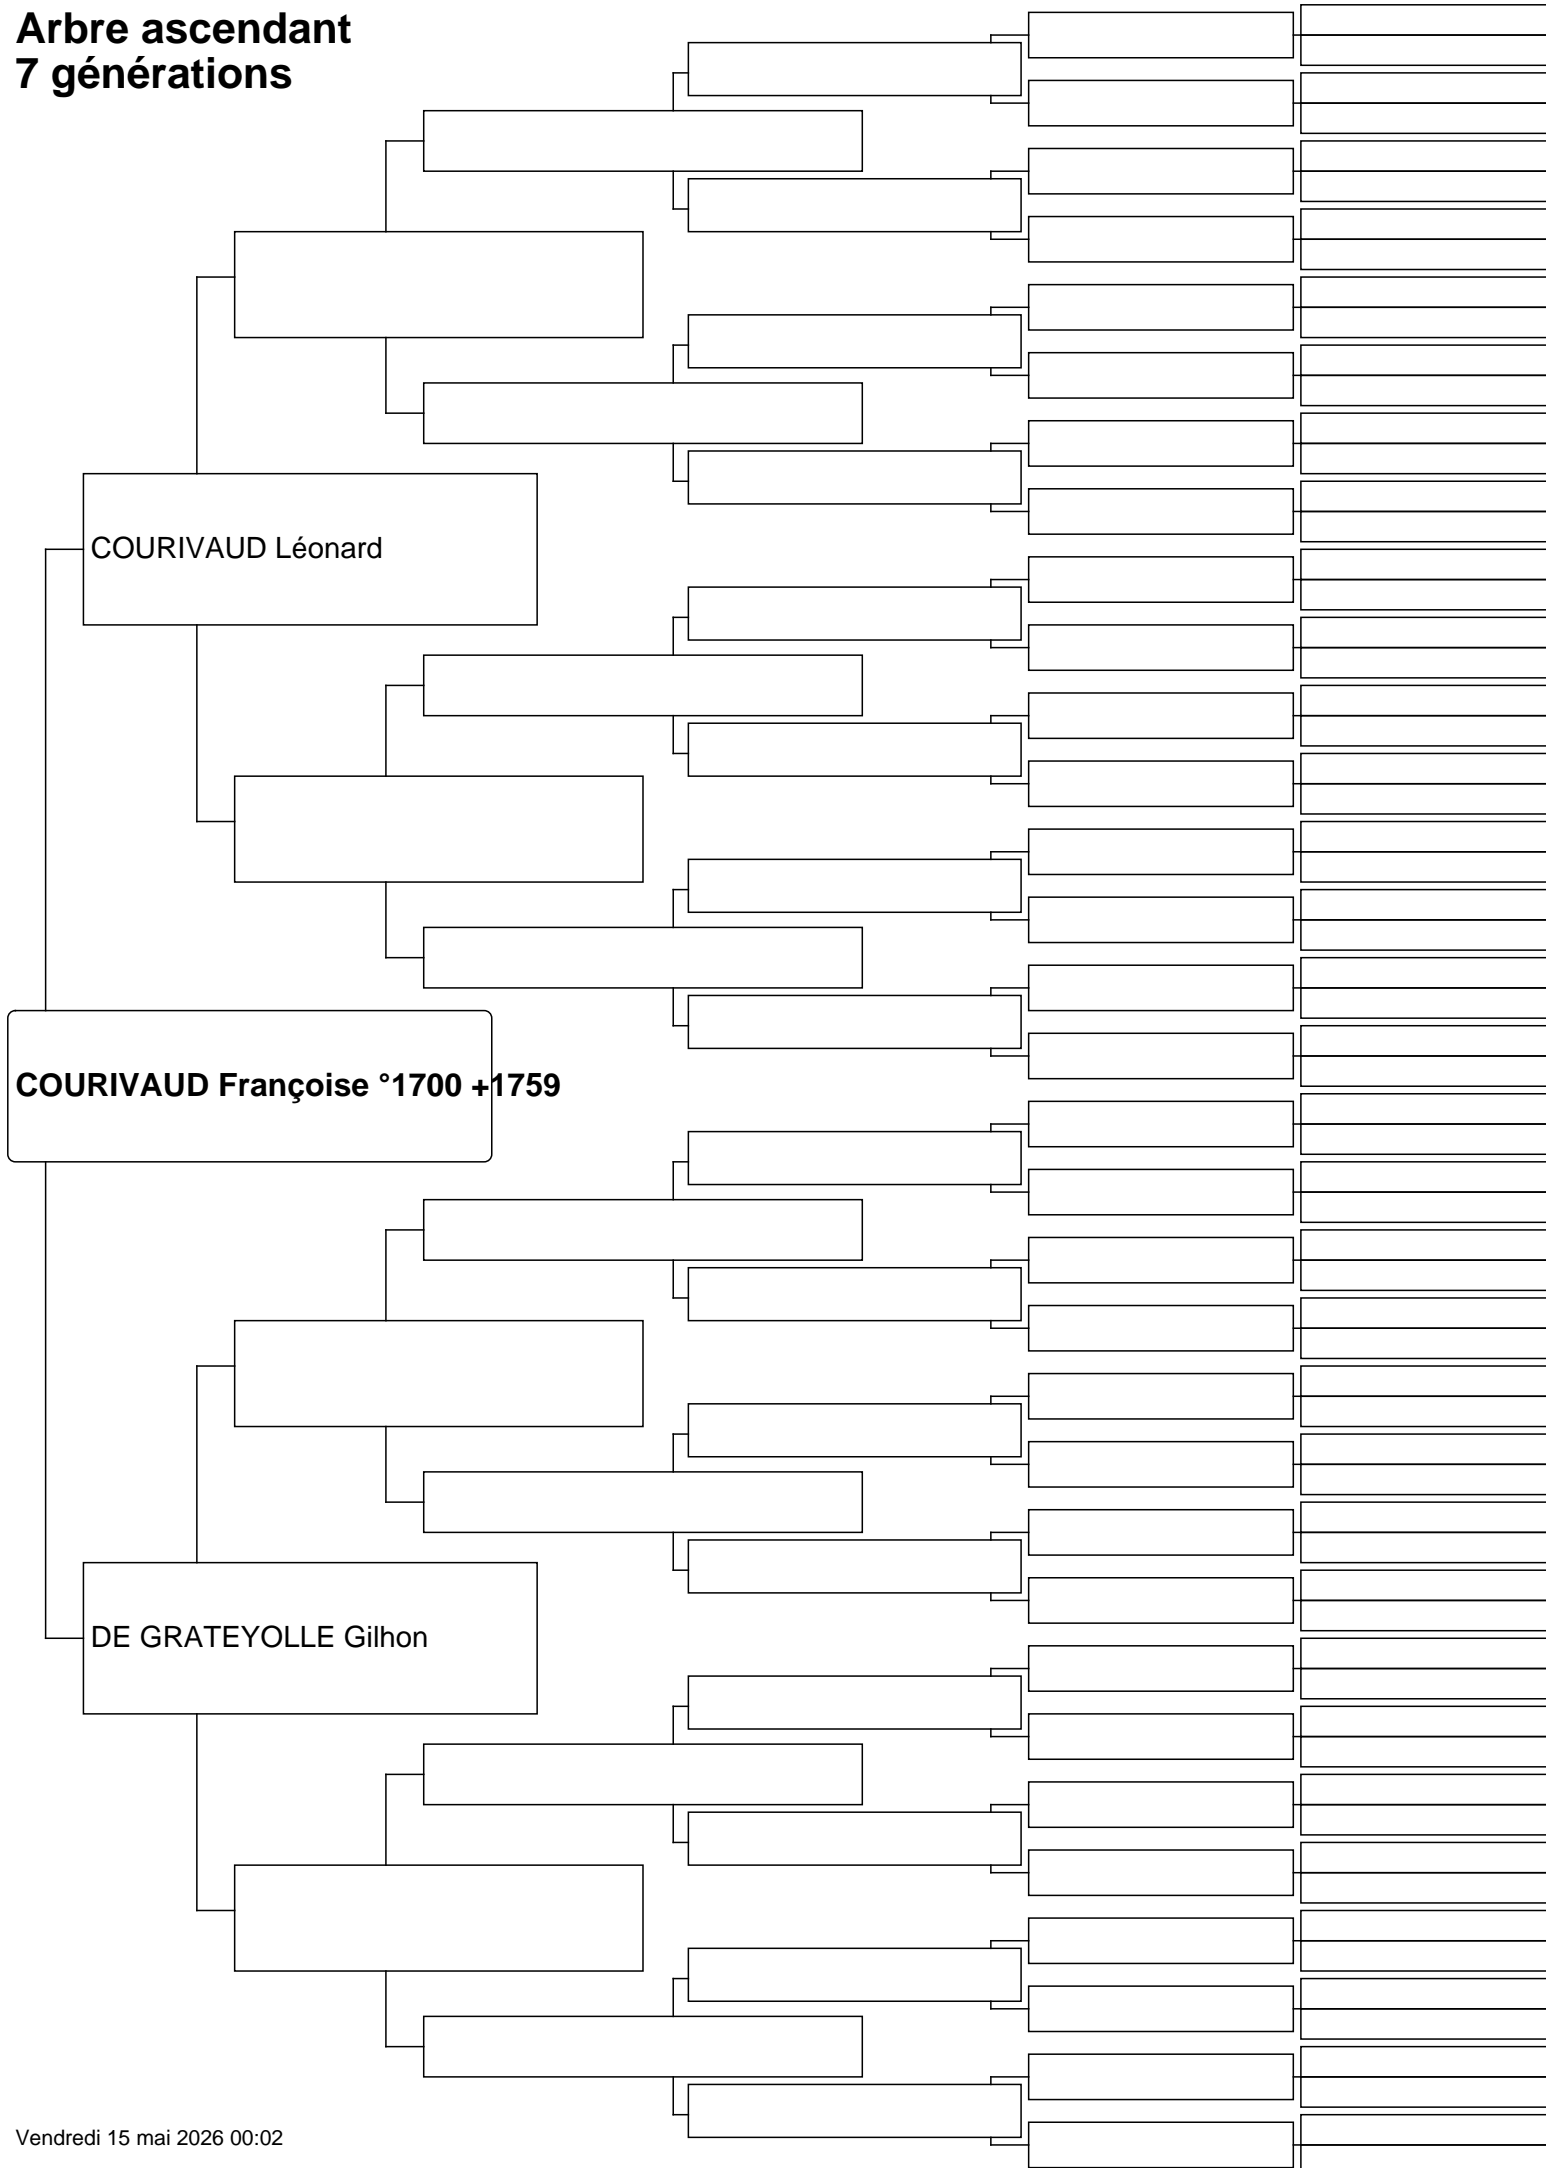 Arbre ascendant
7 générations
COURIVAUD Léonard
COURIVAUD Françoise °1700 +1759
DE GRATEYOLLE Gilhon
Vendredi 15 mai 2026 00:02